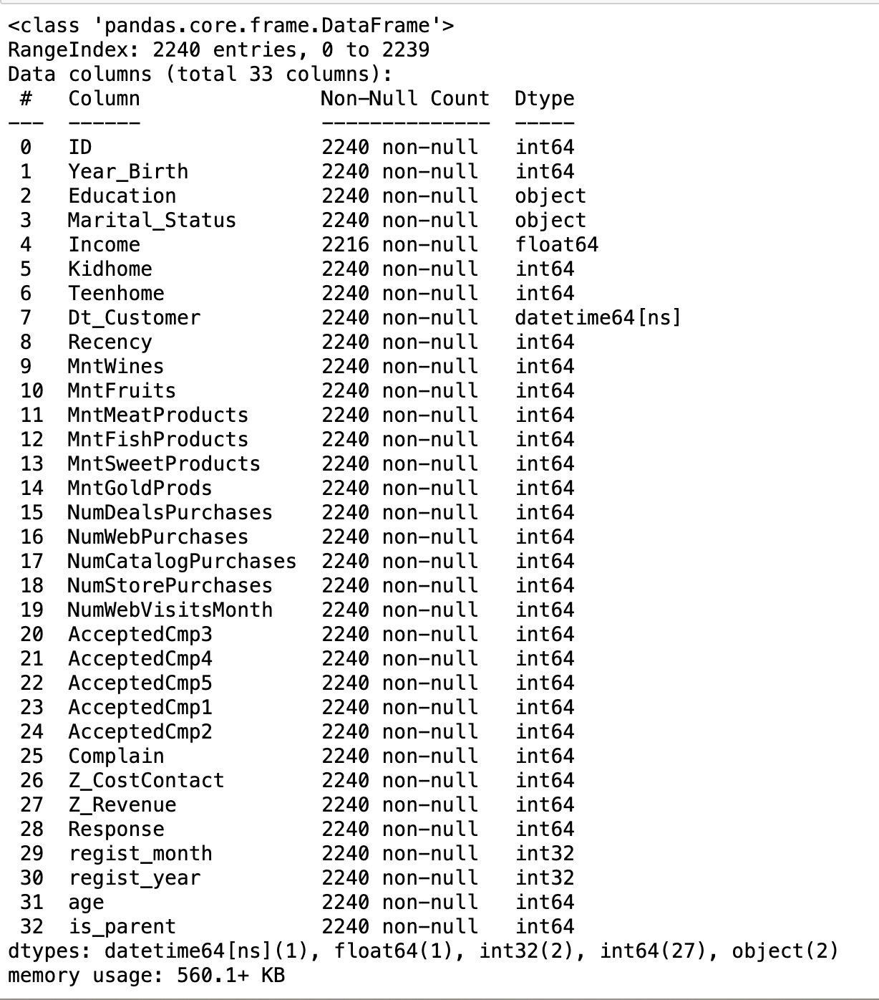 <class 'pandas.core.frame.DataFrame'>
RangeIndex: 2240 entries, 0 to 2239
Data columns (total 33 columns):
 #   Column               Non-Null Count  Dtype
---  ------               --------------  -----
 0   ID                   2240 non-null   int64
 1   Year_Birth           2240 non-null   int64
 2   Education            2240 non-null   object
 3   Marital_Status       2240 non-null   object
 4   Income               2216 non-null   float64
 5   Kidhome              2240 non-null   int64
 6   Teenhome             2240 non-null   int64
 7   Dt_Customer          2240 non-null   datetime64[ns]
 8   Recency              2240 non-null   int64
 9   MntWines             2240 non-null   int64
 10  MntFruits            2240 non-null   int64
 11  MntMeatProducts      2240 non-null   int64
 12  MntFishProducts      2240 non-null   int64
 13  MntSweetProducts     2240 non-null   int64
 14  MntGoldProds         2240 non-null   int64
 15  NumDealsPurchases    2240 non-null   int64
 16  NumWebPurchases      2240 non-null   int64
 17  NumCatalogPurchases  2240 non-null   int64
 18  NumStorePurchases    2240 non-null   int64
 19  NumWebVisitsMonth    2240 non-null   int64
 20  AcceptedCmp3         2240 non-null   int64
 21  AcceptedCmp4         2240 non-null   int64
 22  AcceptedCmp5         2240 non-null   int64
 23  AcceptedCmp1         2240 non-null   int64
 24  AcceptedCmp2         2240 non-null   int64
 25  Complain             2240 non-null   int64
 26  Z_CostContact        2240 non-null   int64
 27  Z_Revenue            2240 non-null   int64
 28  Response             2240 non-null   int64
 29  regist_month         2240 non-null   int32
 30  regist_year          2240 non-null   int32
 31  age                  2240 non-null   int64
 32  is_parent            2240 non-null   int64
dtypes: datetime64[ns](1), float64(1), int32(2), int64(27), object(2)
memory usage: 560.1+ KB